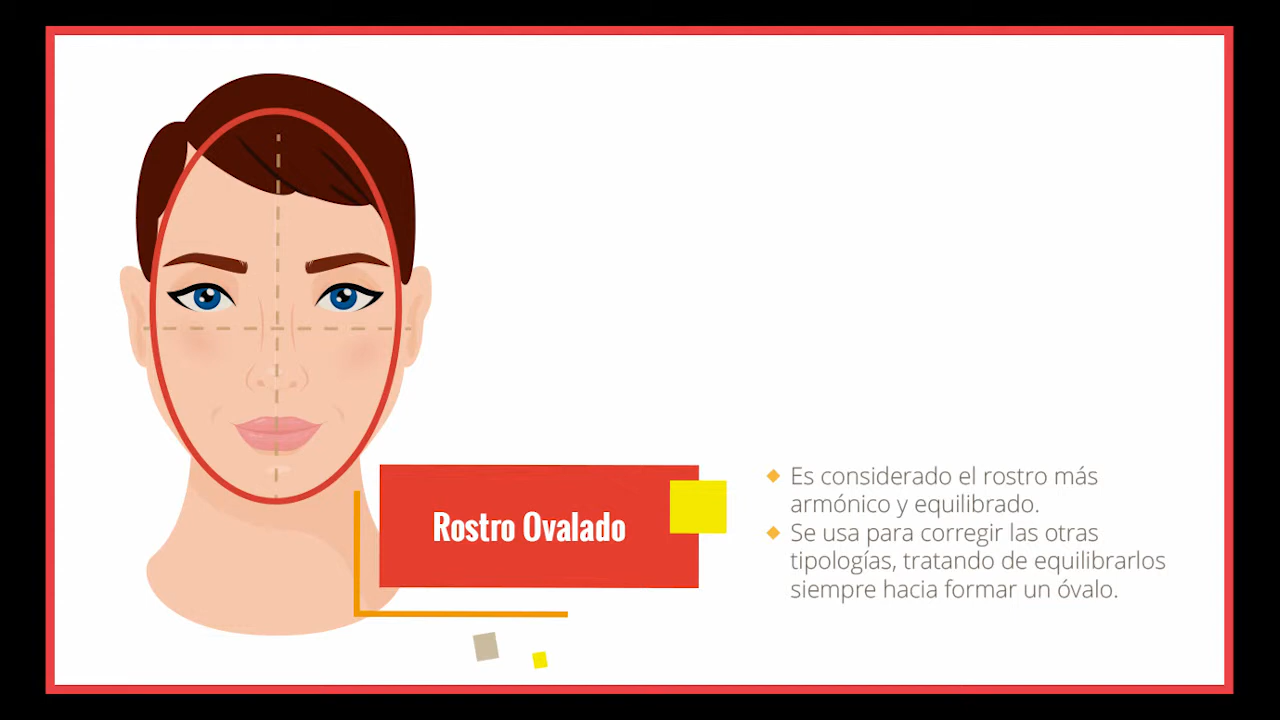 Rostro Ovalado
Es considerado el rostro más
armónico y equilibrado.
Se usa para corregir las otras
tipologías, tratando de equilibrarlos
siempre hacia formar un óvalo.